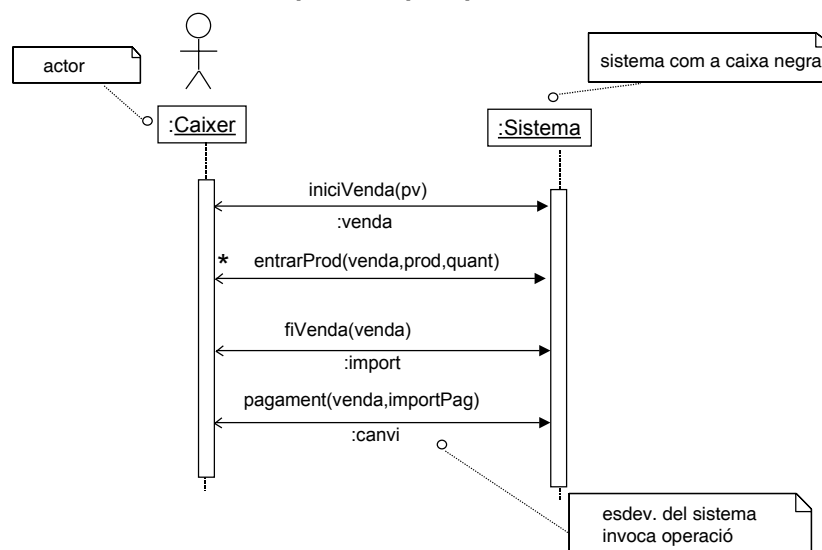 actor
sistema com a caixa negra
:Caixer
:Sistema
iniciVenda(pv)
:venda
* entrarProd(venda,prod,quant)
fiVenda(venda)
:import
pagament(venda,importPag)
:canvi
esdev. del sistema
invoca operació